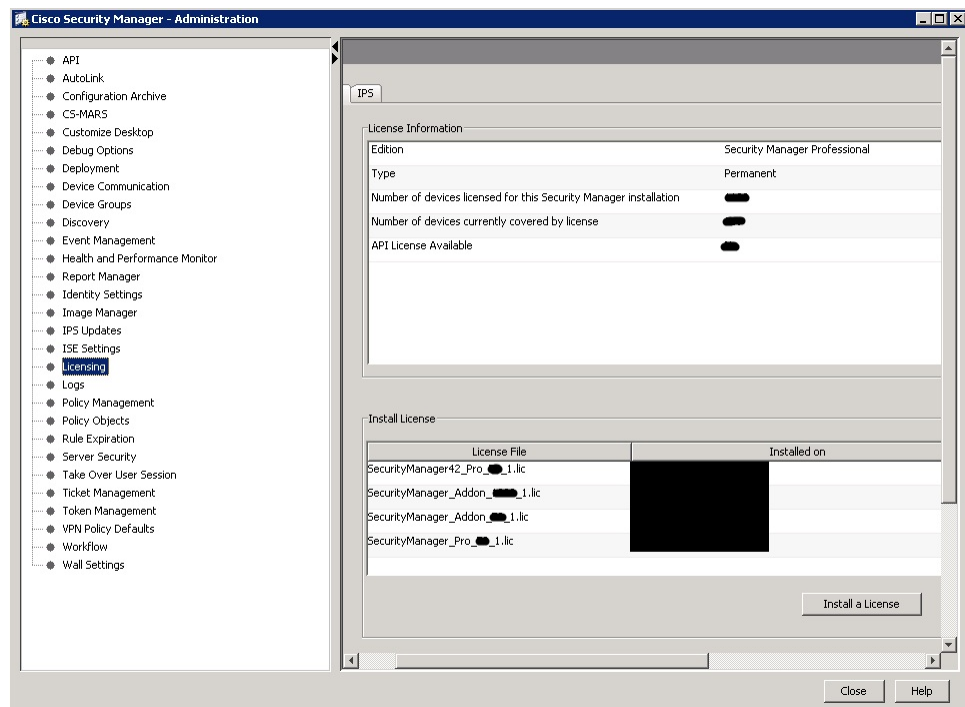 Cisco Security Manager - Administration
API
AutoLink
Configuration Archive
CS-MARS
Customize Desktop
Debug Options
Deployment
Device Communication
Device Groups
Discovery
Event Management
Health and Performance Monitor
Report Manager
Identity Settings
Image Manager
IPS Updates
ISE Settings
Licensing
Logs
Policy Management
Policy Objects
Rule Expiration
Server Security
Take Over User Session
Ticket Management
Token Management
VPN Policy Defaults
Workflow
Wall Settings
IPS
License Information
Edition Security Manager Professional
Type Permanent
Number of devices licensed for this Security Manager installation
Number of devices currently covered by license
API License Available
Install License
License File Installed on
SecurityManager42_Pro_ _1.lic
SecurityManager_Addon_ _1.lic
SecurityManager_Addon_ _1.lic
SecurityManager_Pro_ _1.lic
Install a License
Close Help